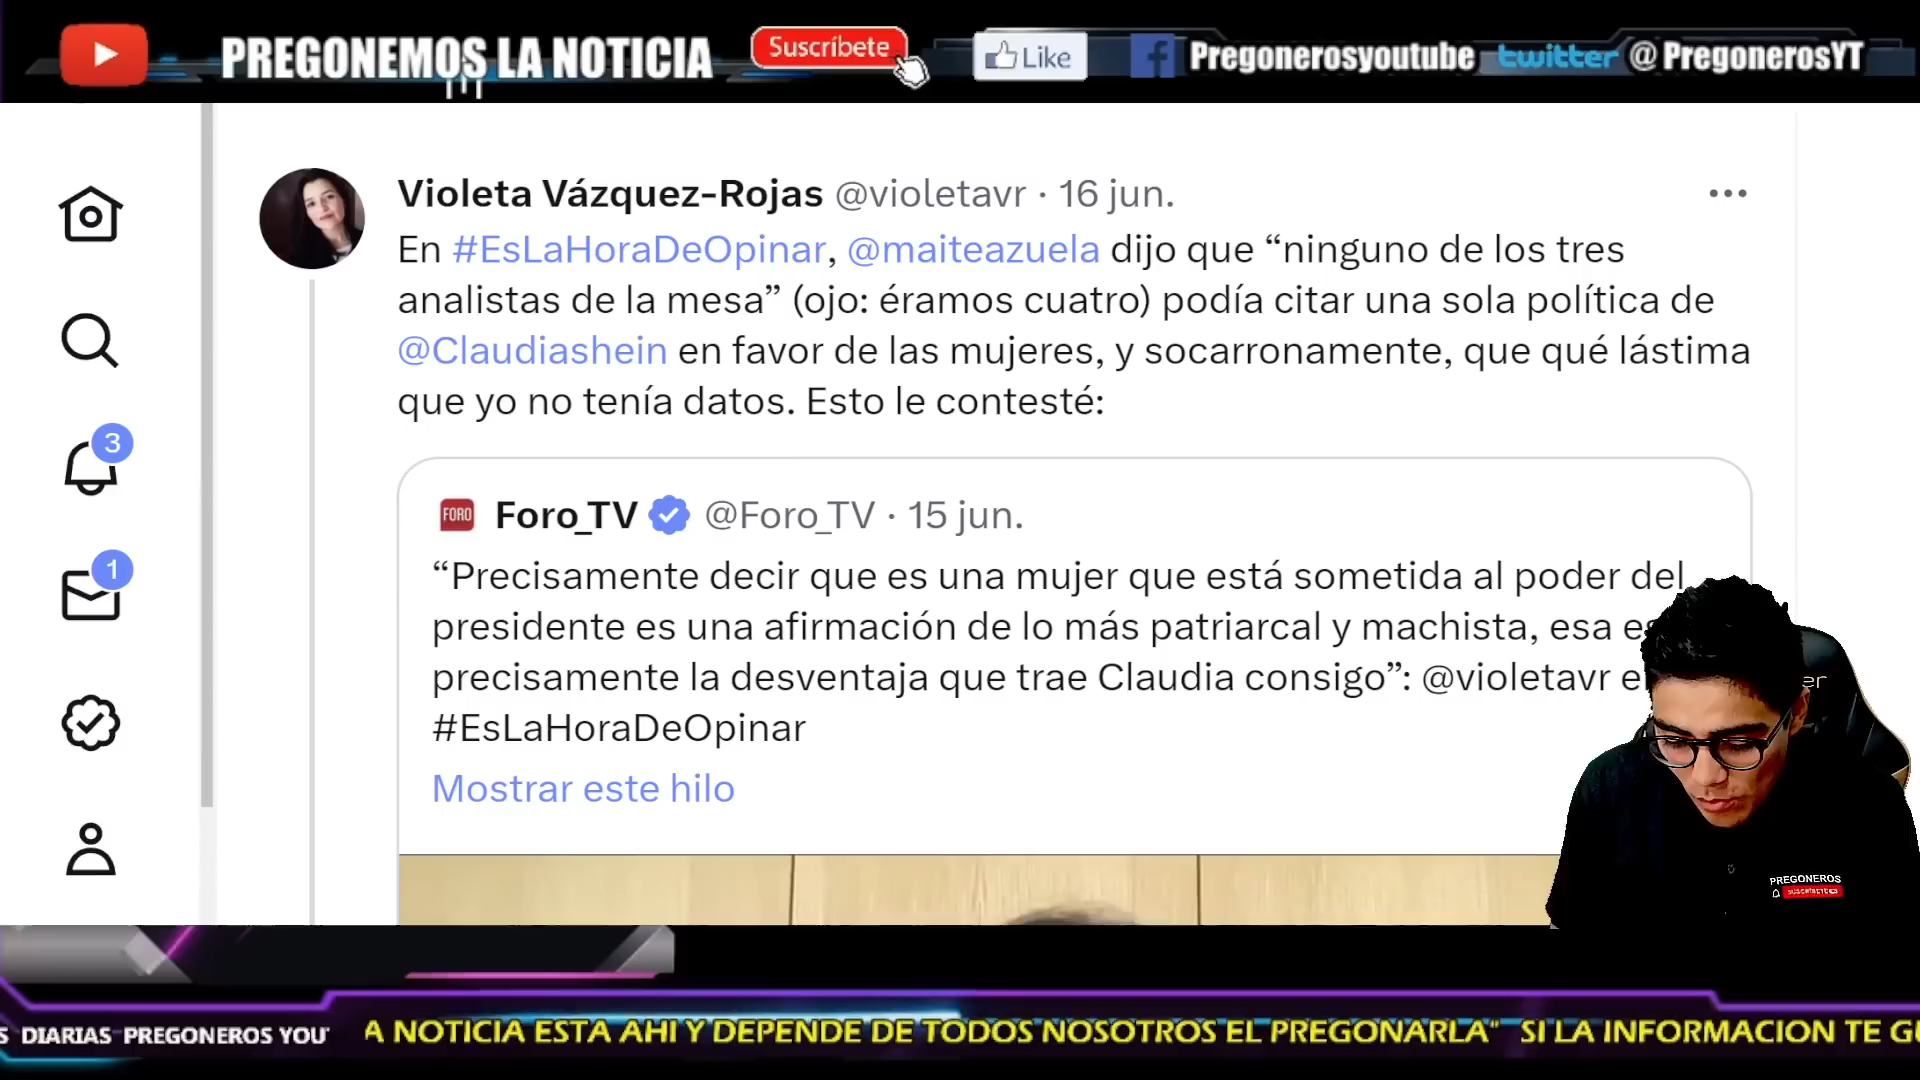 PREGONEMOS LA NOTICIA
Suscríbete
Like
Pregonerosyoutube
twitter @PregonerosYT
Violeta Vázquez-Rojas @violetavr · 16 jun.
En #EsLaHoraDeOpinar, @maiteazuela dijo que “ninguno de los tres
analistas de la mesa” (ojo: éramos cuatro) podía citar una sola política de
@Claudiashein en favor de las mujeres, y socarronamente, que qué lástima
que yo no tenía datos. Esto le contesté:
3
1
FORO
Foro_TV @Foro_TV · 15 jun.
“Precisamente decir que es una mujer que está sometida al poder del
presidente es una afirmación de lo más patriarcal y machista, esa es
precisamente la desventaja que trae Claudia consigo”: @violetavr
#EsLaHoraDeOpinar
Mostrar este hilo
PREGONEROS
S DIARIAS PREGONEROS YOU
A NOTICIA ESTA AHI Y DEPENDE DE TODOS NOSOTROS EL PREGONARLA" SI LA INFORMACION TE